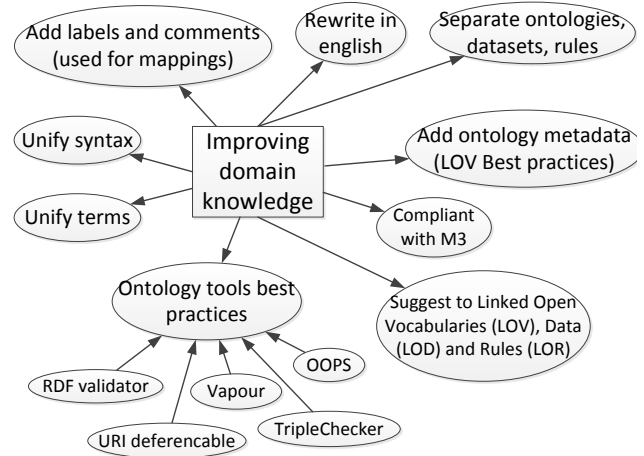 Add labels and comments
(used for mappings)
Rewrite in
english
Separate ontologies,
datasets, rules
Unify syntax
Improving
domain
knowledge
Add ontology metadata
(LOV Best practices)
Unify terms
Compliant
with M3
Ontology tools best
practices
Suggest to Linked Open
Vocabularies (LOV), Data
(LOD) and Rules (LOR)
OOPS
RDF validator
Vapour
TripleChecker
URI deferencable